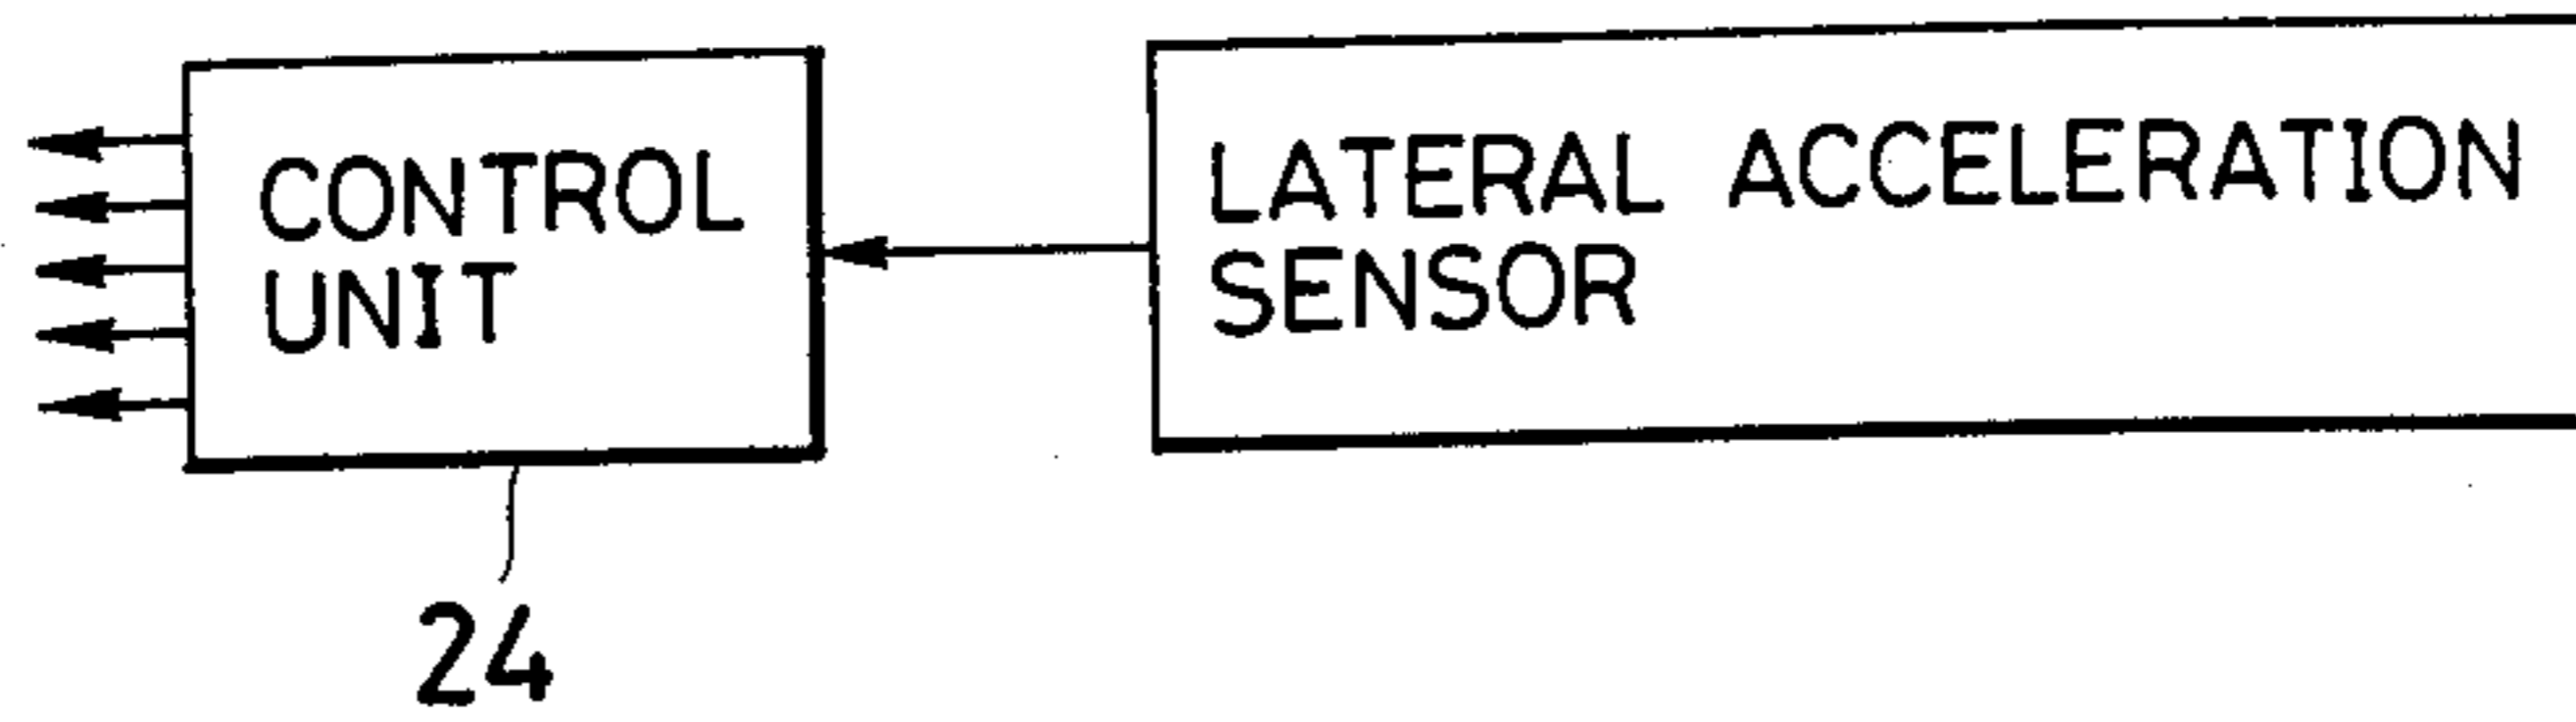 CONTROL
UNIT
LATERAL ACCELERATION
SENSOR
24